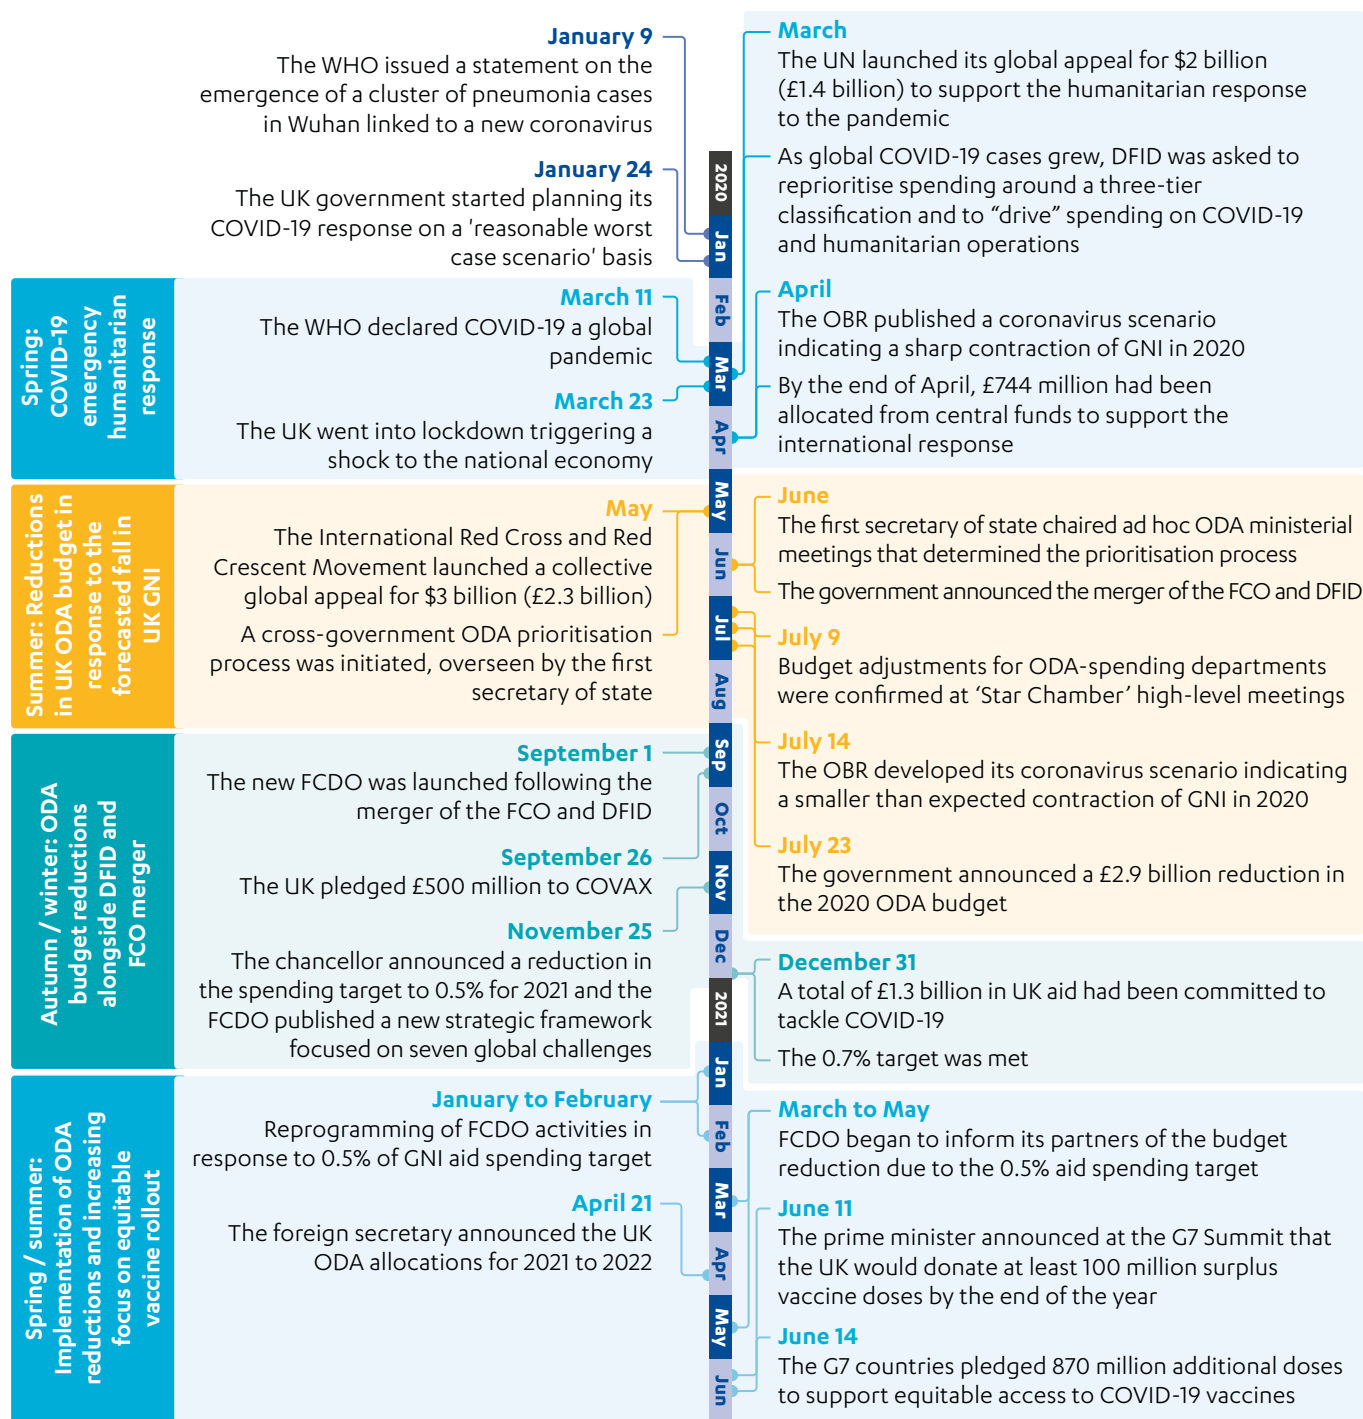 January 9
The WHO issued a statement on the
emergence of a cluster of pneumonia cases
in Wuhan linked to a new coronavirus
January 24
The UK government started planning its
COVID-19 response on a 'reasonable worst
case scenario' basis
Spring:
COVID-19
emergency
humanitarian
response
March 11
The WHO declared COVID-19 a global
pandemic
March 23
The UK went into lockdown triggering a
shock to the national economy
Summer: Reductions
in UK ODA budget in
response to the
forecasted fall in
UK GNI
May
The International Red Cross and Red
Crescent Movement launched a collective
global appeal for $3 billion (£2.3 billion)
A cross-government ODA prioritisation
process was initiated, overseen by the first
secretary of state
Autumn / winter: ODA
budget reductions
alongside DFID and
FCO merger
September 1
The new FCDO was launched following the
merger of the FCO and DFID
September 26
The UK pledged £500 million to COVAX
November 25
The chancellor announced a reduction in
the spending target to 0.5% for 2021 and the
FCDO published a new strategic framework
focused on seven global challenges
Spring / summer:
Implementation of ODA
reductions and increasing
focus on equitable
vaccine rollout
January to February
Reprogramming of FCDO activities in
response to 0.5% of GNI aid spending target
April 21
The foreign secretary announced the UK
ODA allocations for 2021 to 2022
2020
Jan
Feb
Mar
Apr
May
Jun
Jul
Aug
Sep
Oct
Nov
Dec
2021
Jan
Feb
Mar
Apr
May
Jun
March
The UN launched its global appeal for $2 billion
(£1.4 billion) to support the humanitarian response
to the pandemic
As global COVID-19 cases grew, DFID was asked to
reprioritise spending around a three-tier
classification and to “drive” spending on COVID-19
and humanitarian operations
April
The OBR published a coronavirus scenario
indicating a sharp contraction of GNI in 2020
By the end of April, £744 million had been
allocated from central funds to support the
international response
June
The first secretary of state chaired ad hoc ODA ministerial
meetings that determined the prioritisation process
The government announced the merger of the FCO and DFID
July 9
Budget adjustments for ODA-spending departments
were confirmed at ‘Star Chamber’ high-level meetings
July 14
The OBR developed its coronavirus scenario indicating
a smaller than expected contraction of GNI in 2020
July 23
The government announced a £2.9 billion reduction in
the 2020 ODA budget
December 31
A total of £1.3 billion in UK aid had been committed to
tackle COVID-19
The 0.7% target was met
March to May
FCDO began to inform its partners of the budget
reduction due to the 0.5% aid spending target
June 11
The prime minister announced at the G7 Summit that
the UK would donate at least 100 million surplus
vaccine doses by the end of the year
June 14
The G7 countries pledged 870 million additional doses
to support equitable access to COVID-19 vaccines